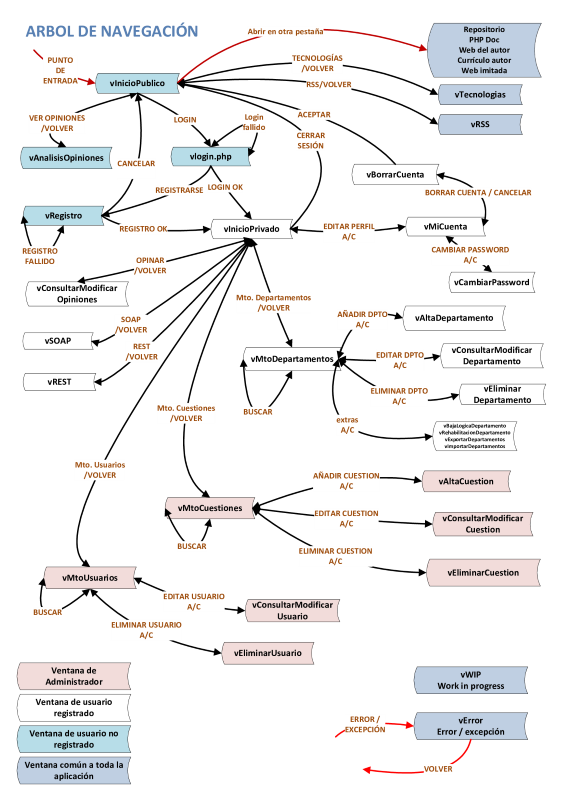 ARBOL DE NAVEGACIÓN
PUNTO
DE
ENTRADA
vInicioPublico
Abrir en otra pestaña
Repositorio
PHP Doc
Web del autor
Currículo autor
Web imitada
TECNOLOGÍAS
/VOLVER
RSS/VOLVER
vTecnologias
vRSS
VER OPINIONES
/VOLVER
LOGIN
Login
fallido
ACEPTAR
CERRAR
SESIÓN
vAnalisisOpiniones
CANCELAR
vlogin.php
vBorrarCuenta
REGISTRARSE
LOGIN OK
BORRAR CUENTA / CANCELAR
vRegistro
REGISTRO OK
vInicioPrivado
EDITAR PERFIL
A/C
vMiCuenta
REGISTRO
FALLIDO
CAMBIAR PASSWORD
A/C
OPINAR
/VOLVER
vConsultarModificar
Opiniones
vCambiarPassword
Mto. Departamentos
/VOLVER
SOAP
/VOLVER
AÑADIR DPTO
A/C
vAltaDepartamento
vSOAP
REST
/VOLVER
vMtoDepartamentos
EDITAR DPTO
A/C
vConsultarModificar
Departamento
vREST
ELIMINAR DPTO
A/C
vEliminar
Departamento
BUSCAR
Mto. Cuestiones
/VOLVER
extras
A/C
vBajaLogicaDepartamento
vRehabilitacionDepartamento
vExportarDepartamentos
vImportarDepartamentos
Mto. Usuarios
/VOLVER
AÑADIR CUESTION
A/C
vAltaCuestion
vMtoCuestiones
EDITAR CUESTION
A/C
vConsultarModificar
Cuestion
BUSCAR
ELIMINAR CUESTION
A/C
vEliminarCuestion
vMtoUsuarios
BUSCAR
EDITAR USUARIO
A/C
vConsultarModificar
Usuario
ELIMINAR USUARIO
A/C
vEliminarUsuario
Ventana de
Administrador
Ventana de usuario
registrado
Ventana de usuario no
registrado
Ventana común a toda la
aplicación
vWIP
Work in progress
ERROR /
EXCEPCIÓN
vError
Error / excepción
VOLVER